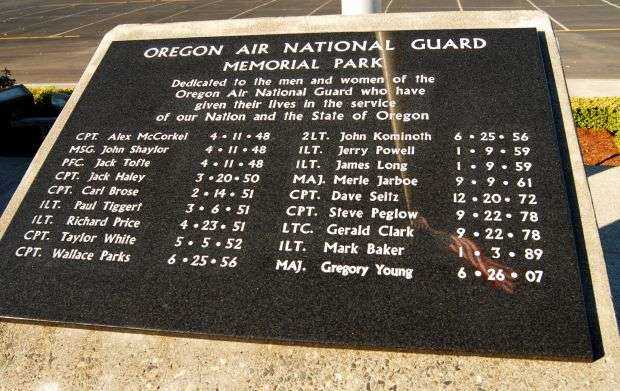 OREGON AIR NATIONAL GUARD
MEMORIAL PARK
Dedicated to the men and women of the
Oregon Air National Guard who have
given their lives in the service
of our Nation and the State of Oregon
CPT. Alex McCorkel 4 • 11 • 48
MSG. John Shaylor 4 • 11 • 48
PFC. Jack Tofte 4 • 11 • 48
CPT. Jack Haley 3 • 20 • 50
CPT. Carl Brose 2 • 14 • 51
1LT. Paul Tiggert 3 • 6 • 51
1LT. Richard Price 4 • 23 • 51
CPT. Taylor White 5 • 5 • 52
CPT. Wallace Parks 6 • 25 • 56
2LT. John Kominoth 6 • 25 • 56
1LT. Jerry Powell 1 • 9 • 59
1LT. James Long 1 • 9 • 59
MAJ. Merle Jarboe 9 • 9 • 61
CPT. Dave Seitz 12 • 20 • 72
CPT. Steve Peglow 9 • 22 • 78
LTC. Gerald Clark 9 • 22 • 78
1LT. Mark Baker 1 • 3 • 89
MAJ. Gregory Young 6 • 26 • 07